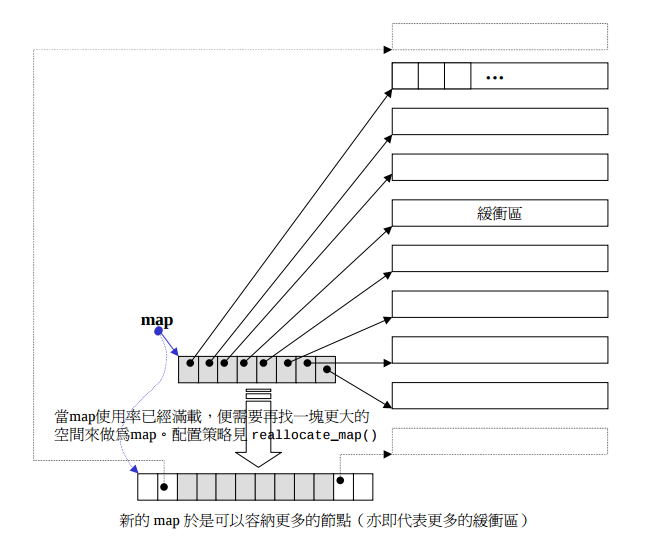 ...
緩衝區
map
當map使用率已經滿載，便需要再找一塊更大的
空間來做為map。配置策略見 reallocate_map()
新的 map 於是可以容納更多的節點（亦即代表更多的緩衝區）